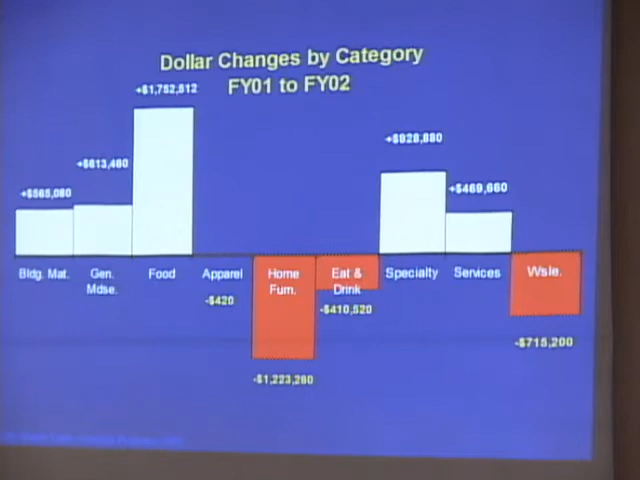 Dollar Changes by Category
FY01 to FY02
+$1,752,512
+$613,460
+$565,080
+$928,880
+$469,660
Bldg. Mat.
Gen.
Mdse.
Food
Apparel
Home
Furn.
Eat &
Drink
Specialty
Services
Wsle.
-$420
-$410,520
-$715,200
-$1,223,260